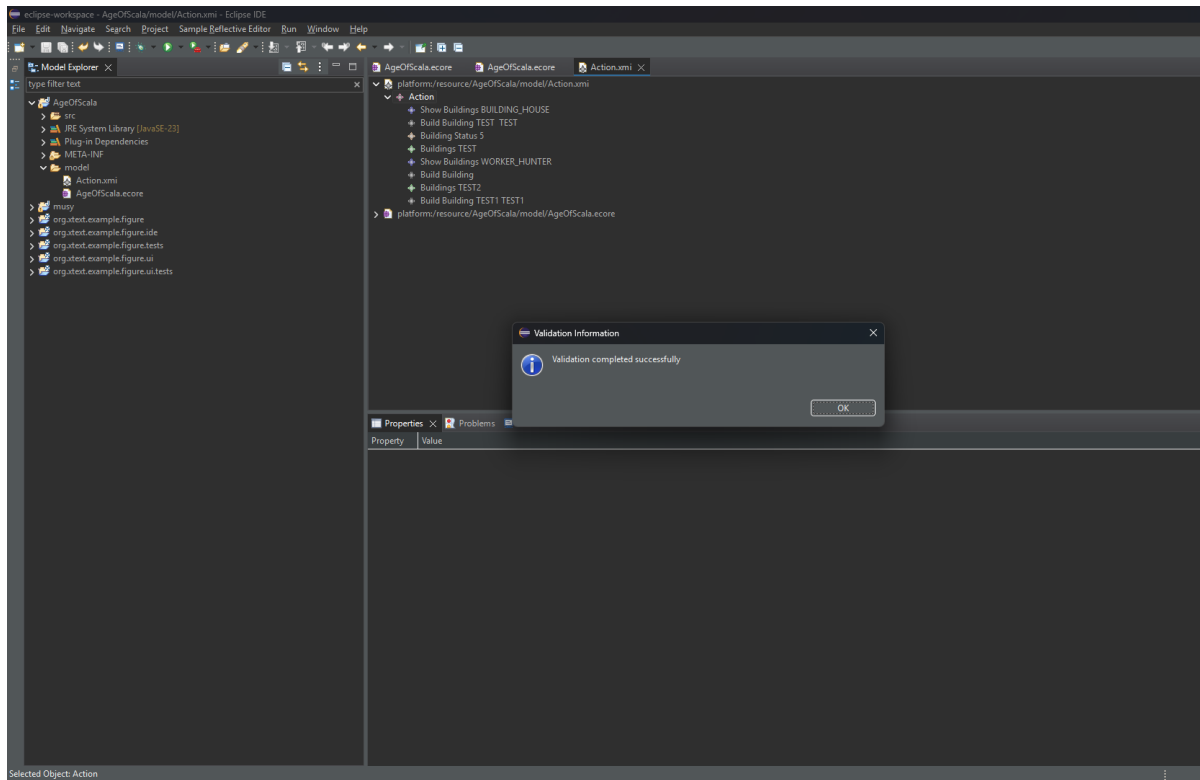 eclipse-workspace - AgeOfScala/model/Action.xmi - Eclipse IDE
File Edit Navigate Search Project Sample Reflective Editor Run Window Help
Model Explorer
AgeOfScala.ecore
AgeOfScala.ecore
Action.xmi
type filter text
AgeOfScala
src
JRE System Library [JavaSE-23]
Plug-in Dependencies
META-INF
model
Action.xmi
AgeOfScala.ecore
musy
org.xtext.example.figure
org.xtext.example.figure.ide
org.xtext.example.figure.tests
org.xtext.example.figure.ui
org.xtext.example.figure.ui.tests
platform:/resource/AgeOfScala/model/Action.xmi
Action
Show Buildings BUILDING_HOUSE
Build Building TEST TEST
Building Status 5
Buildings TEST
Show Buildings WORKER_HUNTER
Build Building
Buildings TEST2
Build Building TEST1 TEST1
platform:/resource/AgeOfScala/model/AgeOfScala.ecore
Validation Information
Validation completed successfully
OK
Properties
Problems
Property Value
Selected Object: Action